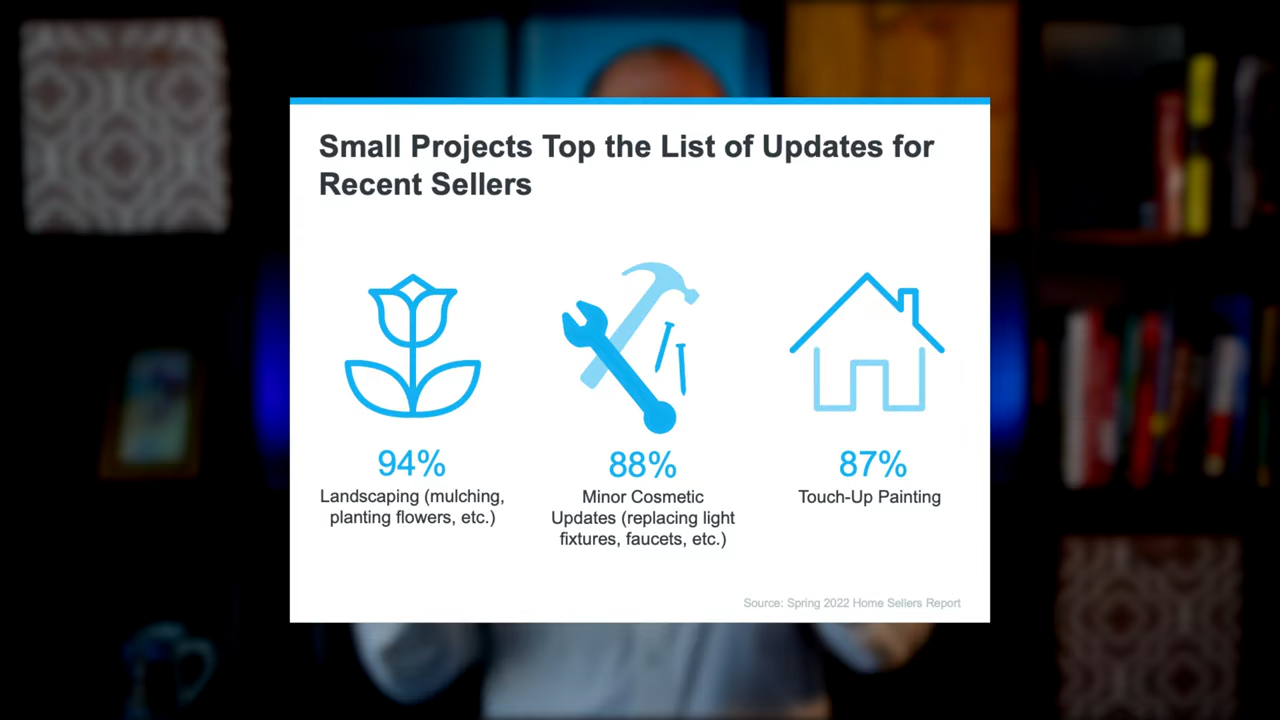 Small Projects Top the List of Updates for
Recent Sellers
94%
Landscaping (mulching,
planting flowers, etc.)
88%
Minor Cosmetic
Updates (replacing light
fixtures, faucets, etc.)
87%
Touch-Up Painting
Source: Spring 2022 Home Sellers Report